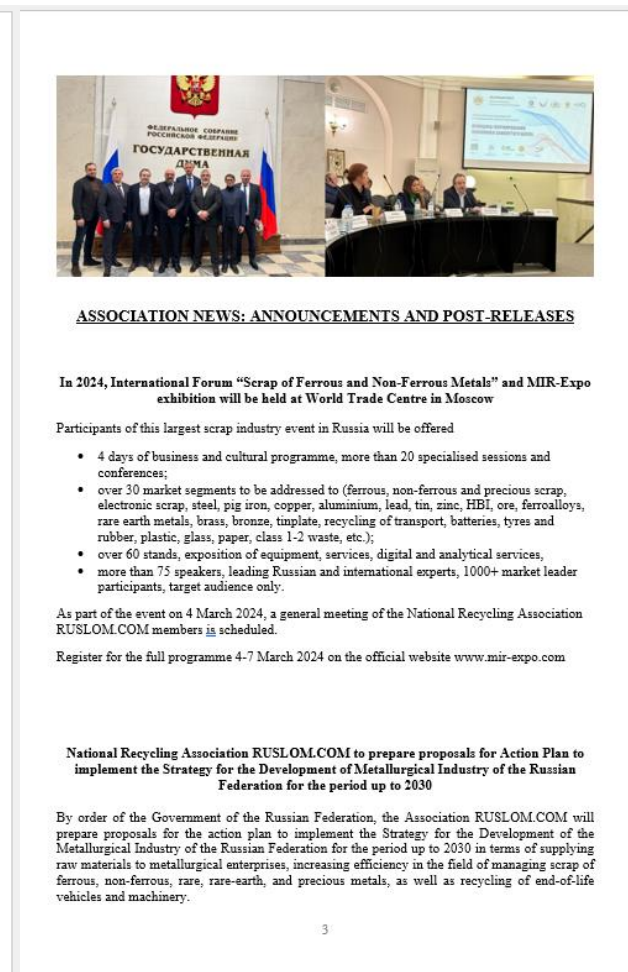 ФЕДЕРАЛЬНОЕ СОБРАНИЕ
РОССИЙСКОЙ ФЕДЕРАЦИИ
ГОСУДАРСТВЕННАЯ
ДУМА
ASSOCIATION NEWS: ANNOUNCEMENTS AND POST-RELEASES
In 2024, International Forum “Scrap of Ferrous and Non-Ferrous Metals” and MIR-Expo
exhibition will be held at World Trade Centre in Moscow
Participants of this largest scrap industry event in Russia will be offered
• 4 days of business and cultural programme, more than 20 specialised sessions and
conferences;
• over 30 market segments to be addressed to (ferrous, non-ferrous and precious scrap,
electronic scrap, steel, pig iron, copper, aluminium, lead, tin, zinc, HBI, ore, ferroalloys,
rare earth metals, brass, bronze, tinplate, recycling of transport, batteries, tyres and
rubber, plastic, glass, paper, class 1-2 waste, etc.);
• over 60 stands, exposition of equipment, services, digital and analytical services,
• more than 75 speakers, leading Russian and international experts, 1000+ market leader
participants, target audience only.
As part of the event on 4 March 2024, a general meeting of the National Recycling Association
RUSLOM.COM members is scheduled.
Register for the full programme 4-7 March 2024 on the official website www.mir-expo.com
National Recycling Association RUSLOM.COM to prepare proposals for Action Plan to
implement the Strategy for the Development of Metallurgical Industry of the Russian
Federation for the period up to 2030
By order of the Government of the Russian Federation, the Association RUSLOM.COM will
prepare proposals for the action plan to implement the Strategy for the Development of the
Metallurgical Industry of the Russian Federation for the period up to 2030 in terms of supplying
raw materials to metallurgical enterprises, increasing efficiency in the field of managing scrap of
ferrous, non-ferrous, rare, rare-earth, and precious metals, as well as recycling of end-of-life
vehicles and machinery.
3